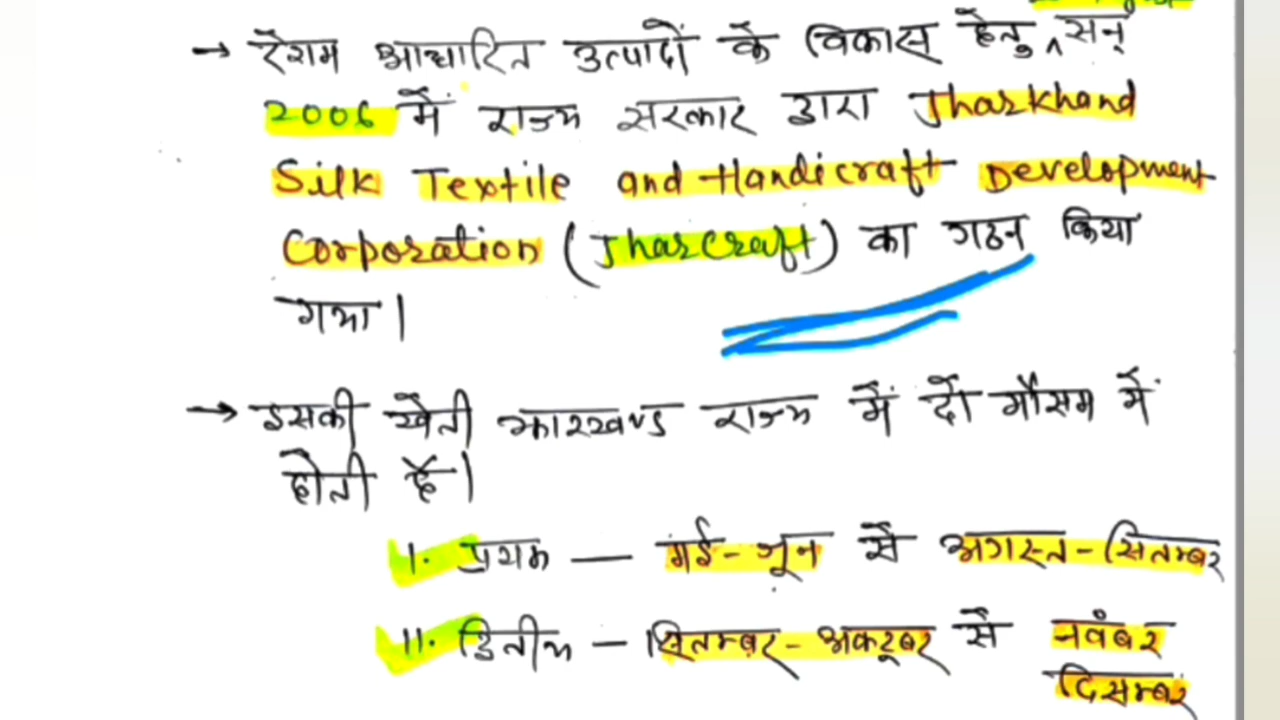 → रेशम आधारित उत्पादों के विकास हेतु ^ सन्
2006 में राज्य सरकार द्वारा Jharkhand
Silk Textile and Handicraft Development
Corporation (Jharcraft) का गठन किया
गया।
→ इसकी खेती झारखण्ड राज्य में दो मौसम में
होती है।
I. प्रथम — मई - जून से अगस्त - सितम्बर
II. द्वितीय — सितम्बर - अक्टूबर से नवंबर
दिसम्बर